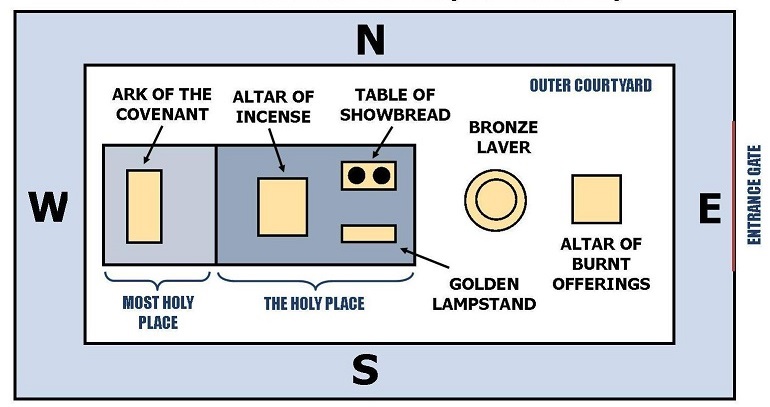 N
OUTER COURTYARD
ARK OF THE
COVENANT
ALTAR OF
INCENSE
TABLE OF
SHOWBREAD
BRONZE
LAVER
W
E
ENTRANCE GATE
ALTAR OF
BURNT
OFFERINGS
GOLDEN
LAMPSTAND
MOST HOLY
PLACE
THE HOLY PLACE
S